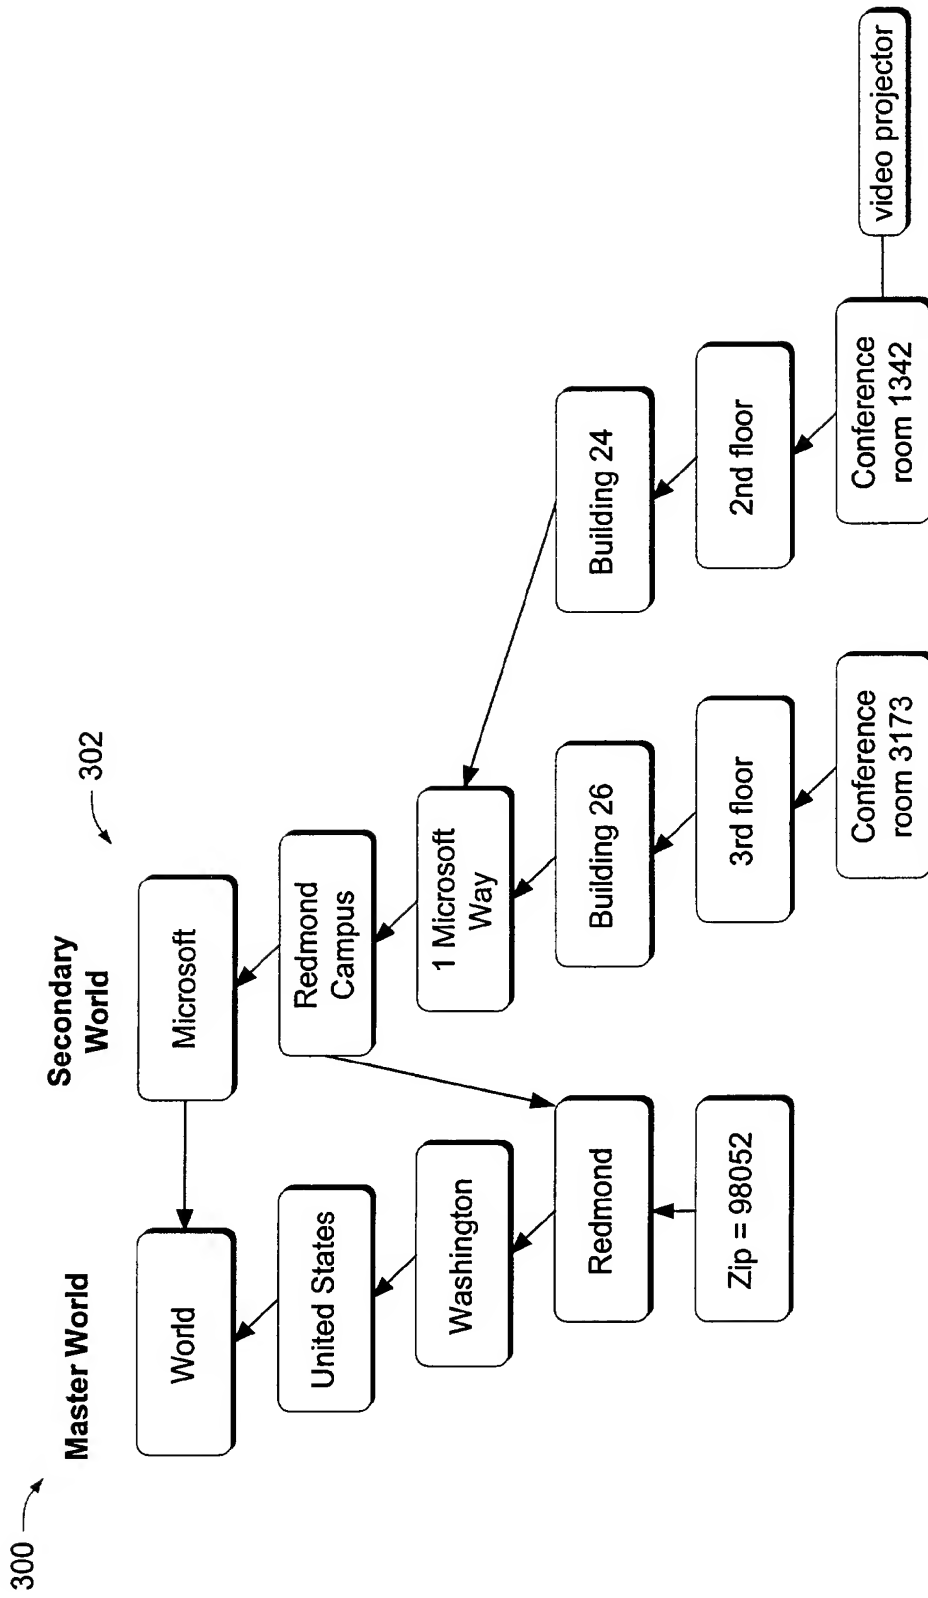 300
Master World
Secondary
World
302
World
Microsoft
United States
Redmond
Campus
Washington
1 Microsoft
Way
Redmond
Building 26
Building 24
Zip = 98052
3rd floor
2nd floor
Conference
room 3173
Conference
room 1342
video projector